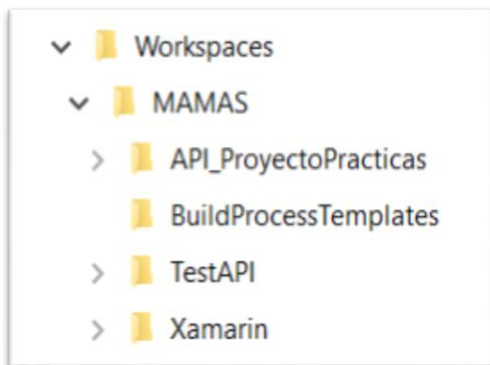 Workspaces
MAMAS
API_ProyectoPracticas
BuildProcessTemplates
TestAPI
Xamarin